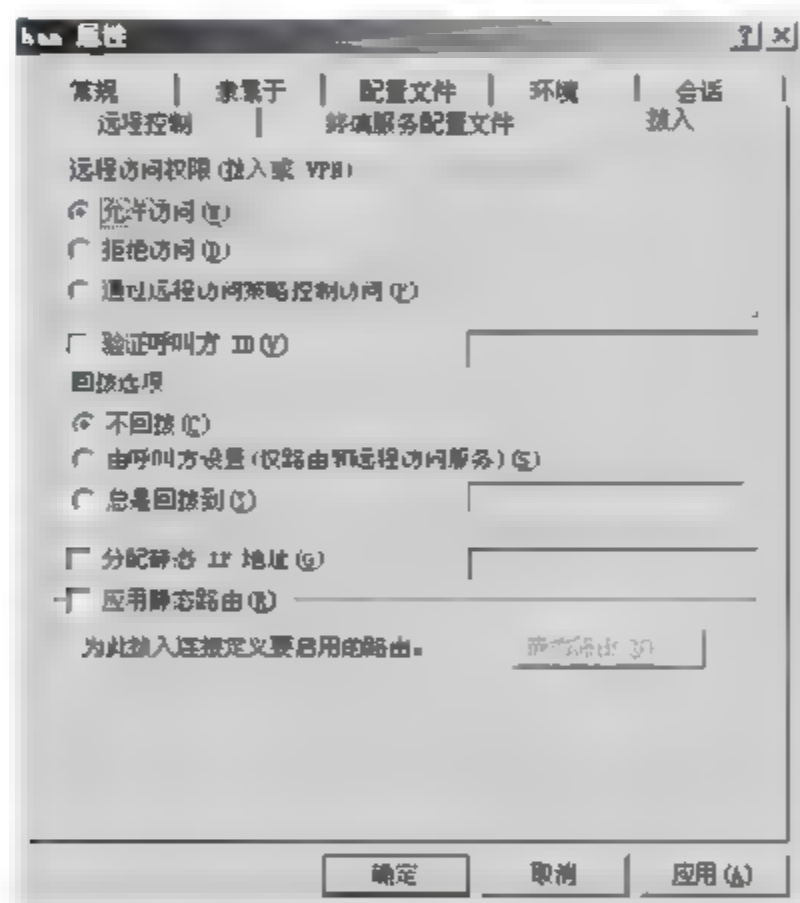 属性
常规 隶属于 配置文件 环境 会话
远程控制 终端服务配置文件 拨入
远程访问权限(拨入或 VPN)
允许访问(W)
拒绝访问(D)
通过远程访问策略控制访问(P)
验证呼叫方 ID(V)
回拨选项
不回拨(C)
由呼叫方设置(仅路由和远程访问服务)(S)
总是回拨到(Y)
分配静态 IP 地址(G)
应用静态路由(R)
为此拨入连接定义要启用的路由。
静态路由
确定 取消 应用(A)